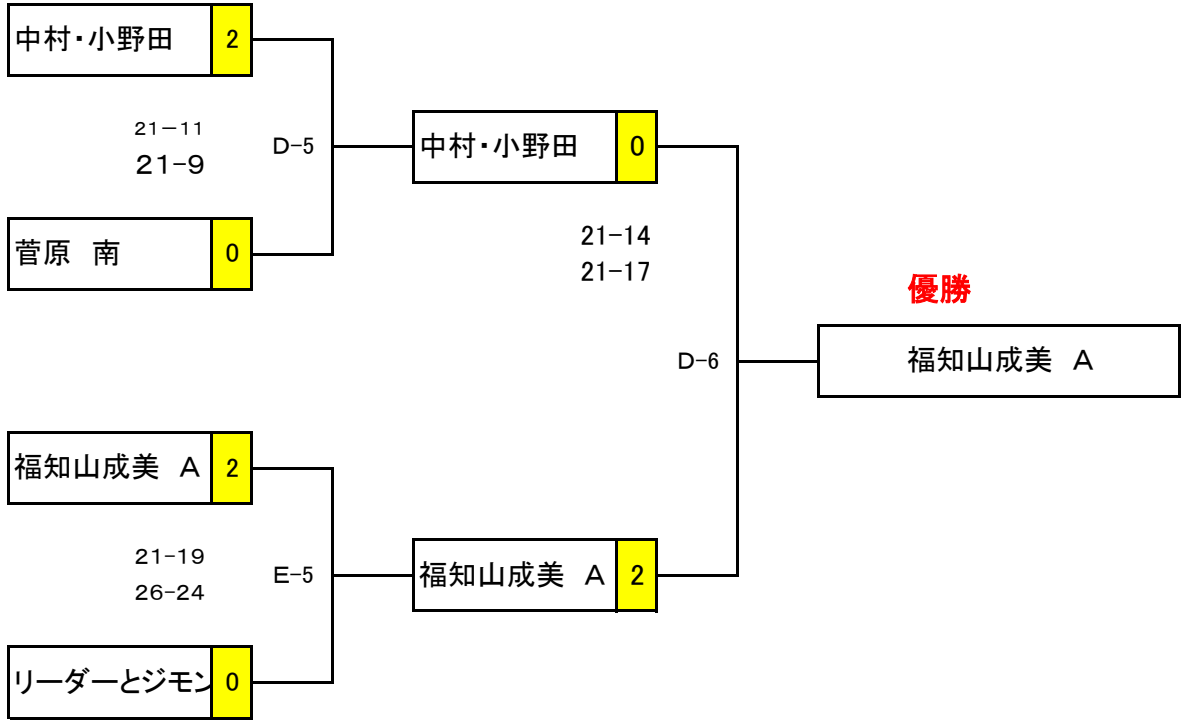 中村・小野田 2
21－11
21-9
D-5
菅原　南 0
中村・小野田 0
21-14
21-17
優勝
福知山成美　A
D-6
福知山成美　A 2
21-19
26-24
E-5
福知山成美　A 2
リーダーとジモン 0